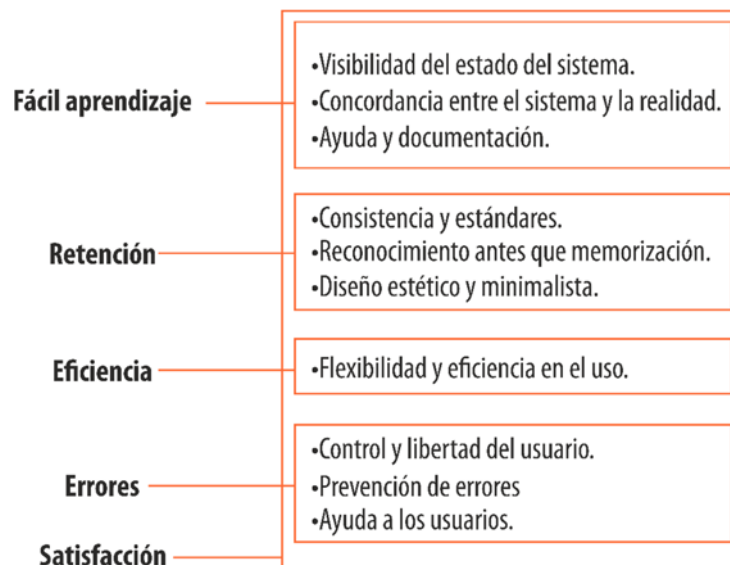 Fácil aprendizaje
•Visibilidad del estado del sistema.
•Concordancia entre el sistema y la realidad.
•Ayuda y documentación.
Retención
•Consistencia y estándares.
•Reconocimiento antes que memorización.
•Diseño estético y minimalista.
Eficiencia
•Flexibilidad y eficiencia en el uso.
Errores
•Control y libertad del usuario.
•Prevención de errores
•Ayuda a los usuarios.
Satisfacción